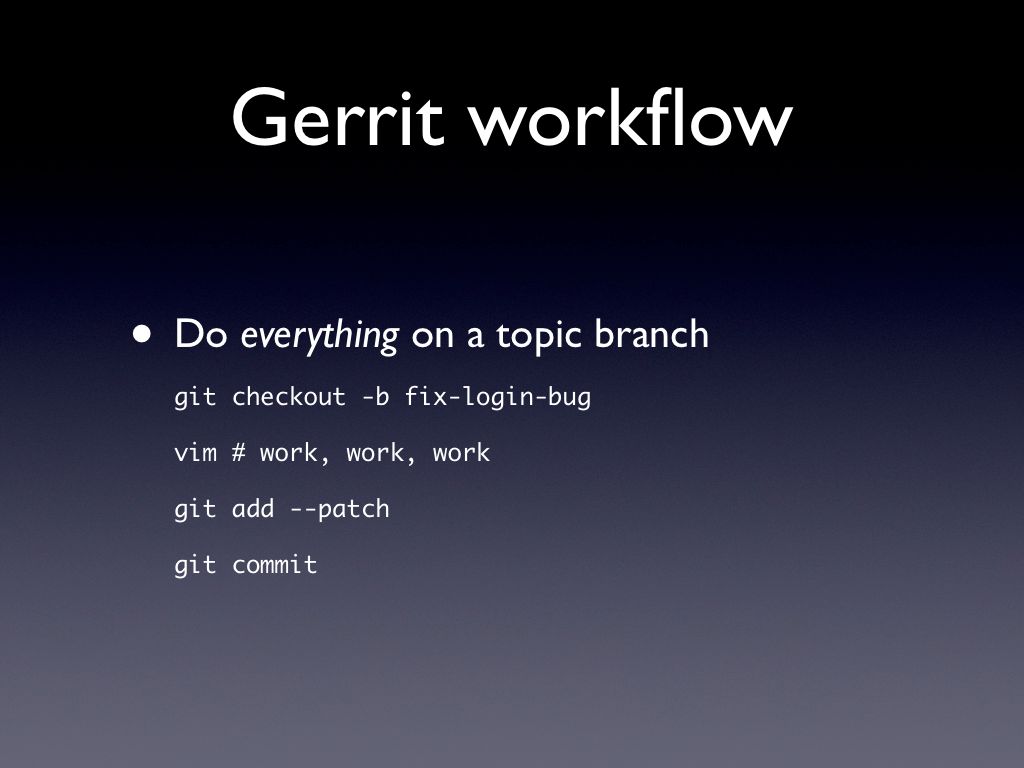 Gerrit workflow
• Do everything on a topic branch
git checkout -b fix-login-bug
vim # work, work, work
git add --patch
git commit